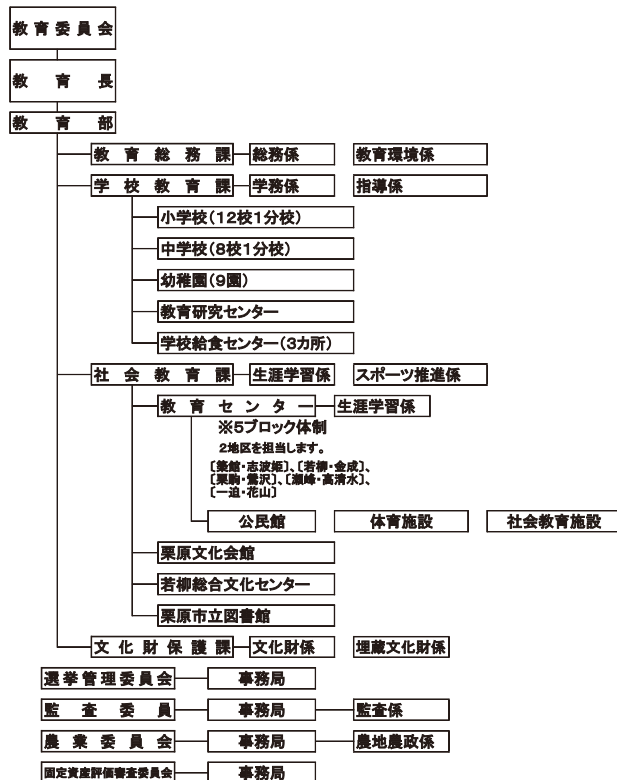 教育委員会
教育長
教育部
教育総務課 総務係 教育環境係
学校教育課 学務係 指導係
小学校(12校1分校)
中学校(8校1分校)
幼稚園(9園)
教育研究センター
学校給食センター(3カ所)
社会教育課 生涯学習係 スポーツ推進係
教育センター 生涯学習係
※5ブロック体制
2地区を担当します。
〔築館・志波姫〕、〔若柳・金成〕、
〔栗駒・鶯沢〕、〔瀬峰・高清水〕、
〔一迫・花山〕
公民館 体育施設 社会教育施設
栗原文化会館
若柳総合文化センター
栗原市立図書館
文化財保護課 文化財係 埋蔵文化財係
選挙管理委員会 事務局
監査委員 事務局 監査係
農業委員会 事務局 農地農政係
固定資産評価審査委員会 事務局